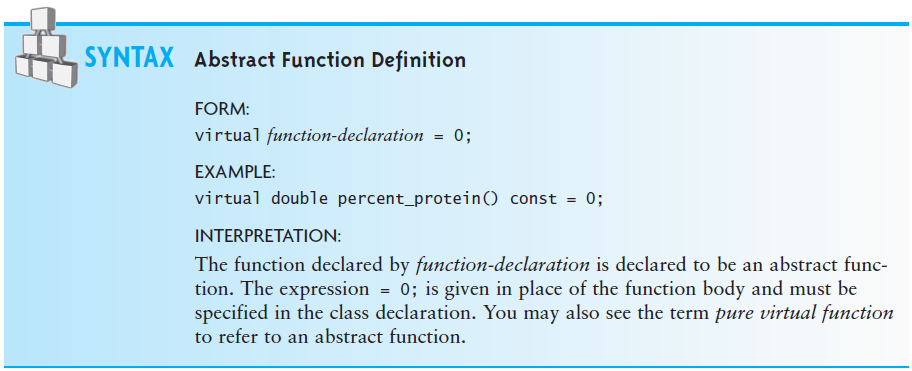 SYNTAX Abstract Function Definition
FORM:
virtual function-declaration = 0;
EXAMPLE:
virtual double percent_protein() const = 0;
INTERPRETATION:
The function declared by function-declaration is declared to be an abstract func-
tion. The expression = 0; is given in place of the function body and must be
specified in the class declaration. You may also see the term pure virtual function
to refer to an abstract function.